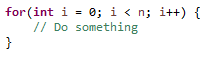 for(int i = 0; i < n; i++) {
    // Do something
}